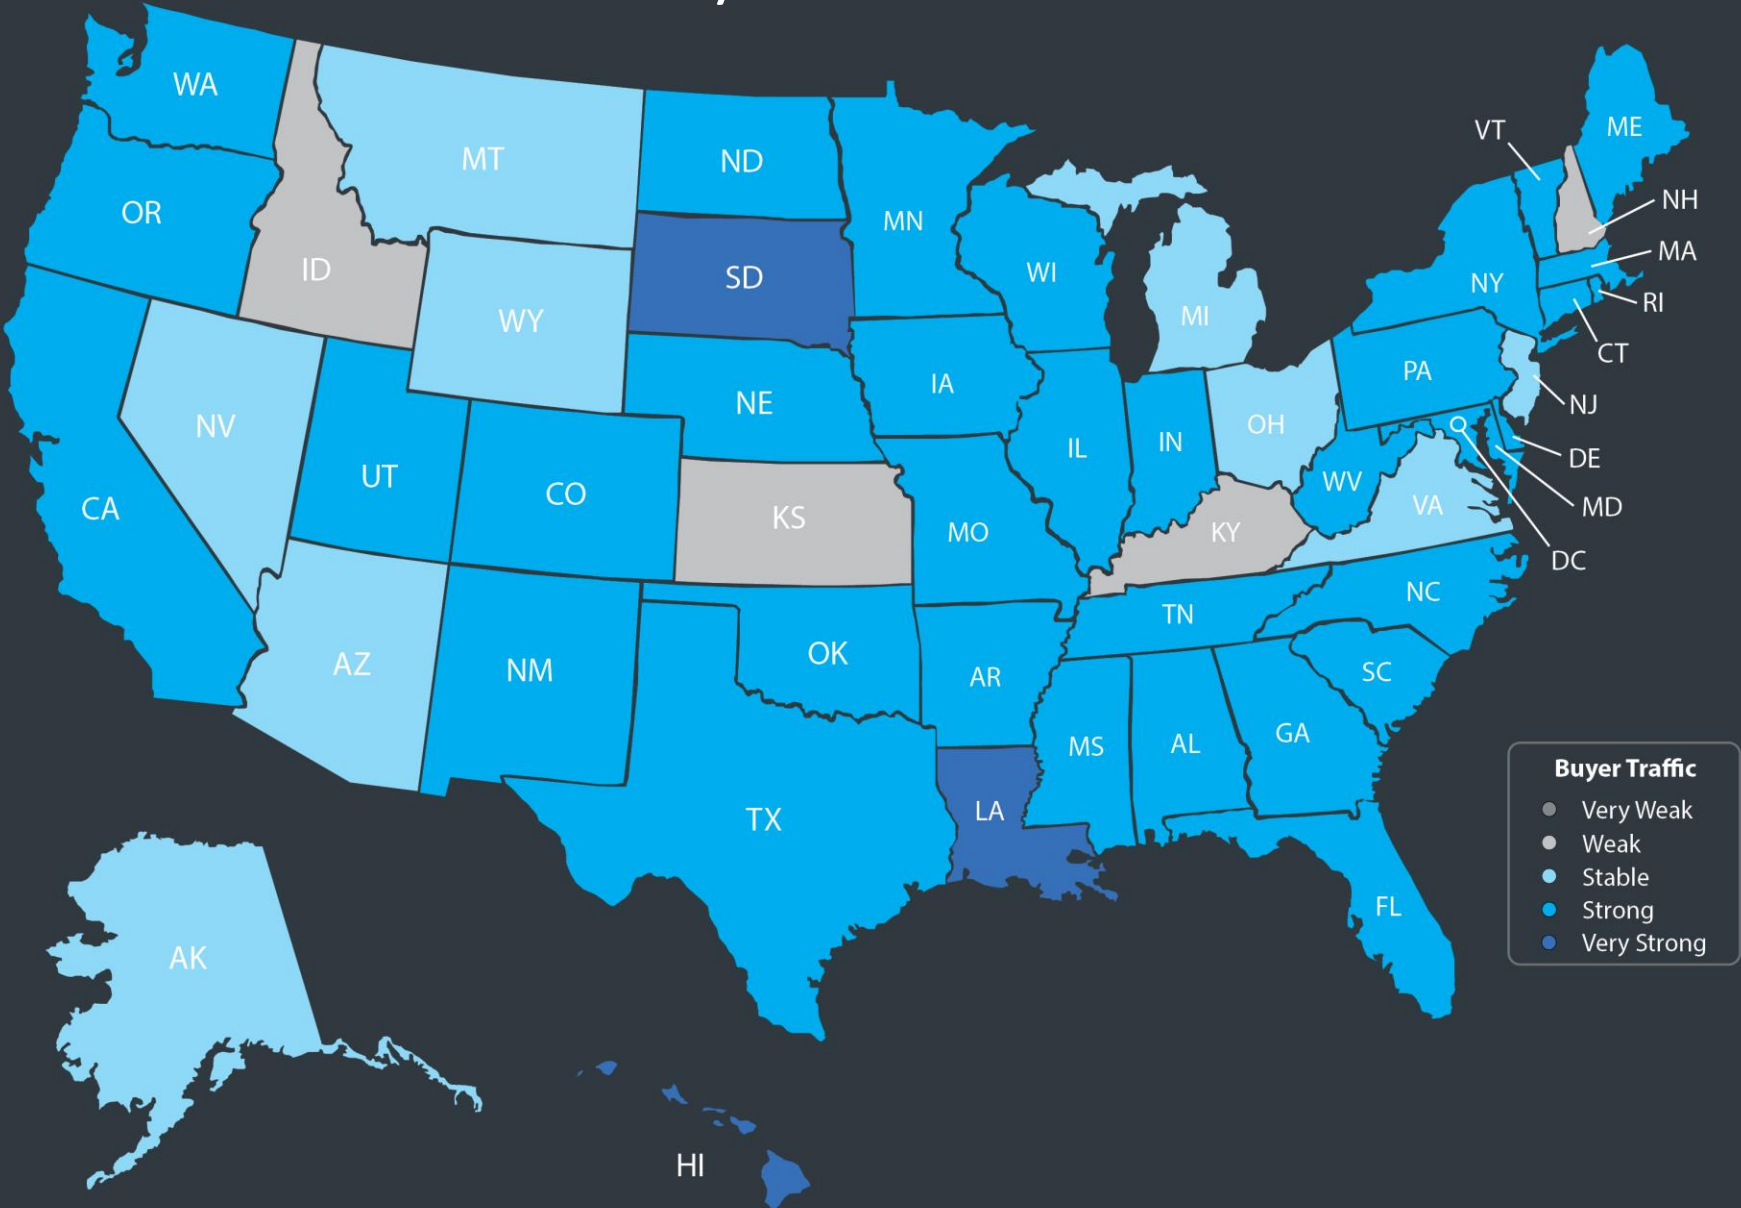 WA
MT
ND
MN
VT
ME
OR
NH
MA
ID
SD
WI
NY
RI
WY
MI
CT
NE
IA
PA
NJ
NV
OH
DE
UT
CO
IL
IN
WV
MD
CA
KS
MO
KY
VA
DC
NC
TN
AZ
NM
OK
AR
SC
MS
AL
GA
TX
LA
FL
AK
HI
Buyer Traffic
Very Weak
Weak
Stable
Strong
Very Strong